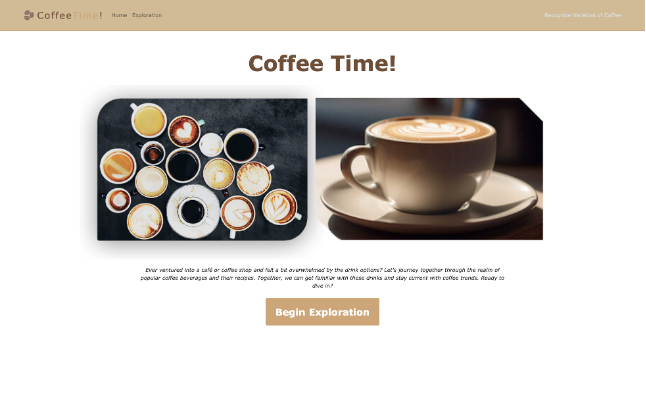 CoffeeTime!
Home
Exploration
Recognize Varieties of Coffee
Coffee Time!
Ever ventured into a café or coffee shop and felt a bit overwhelmed by the drink options? Let's journey together through the realm of
popular coffee beverages and their recipes. Together, we can get familiar with these drinks and stay current with coffee trends. Ready to
dive in?
Begin Exploration